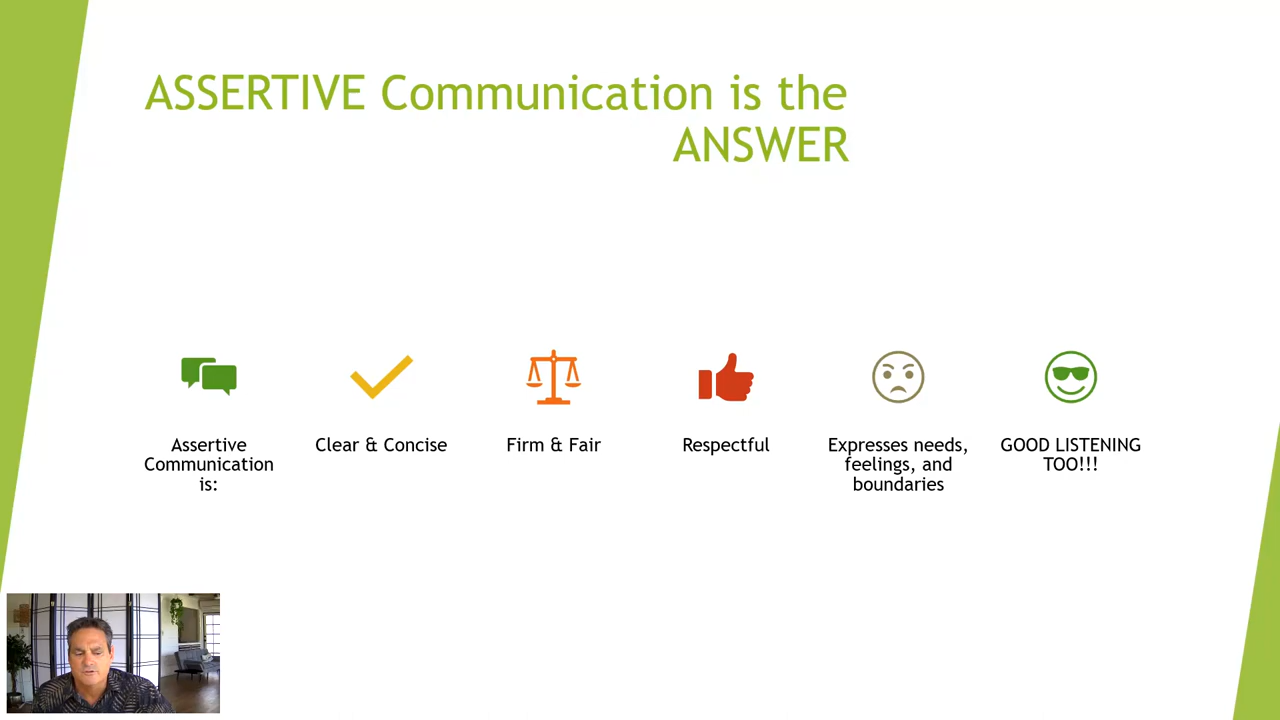 ASSERTIVE Communication is the
ANSWER
Assertive
Communication
is:
Clear & Concise
Firm & Fair
Respectful
Expresses needs,
feelings, and
boundaries
GOOD LISTENING
TOO!!!